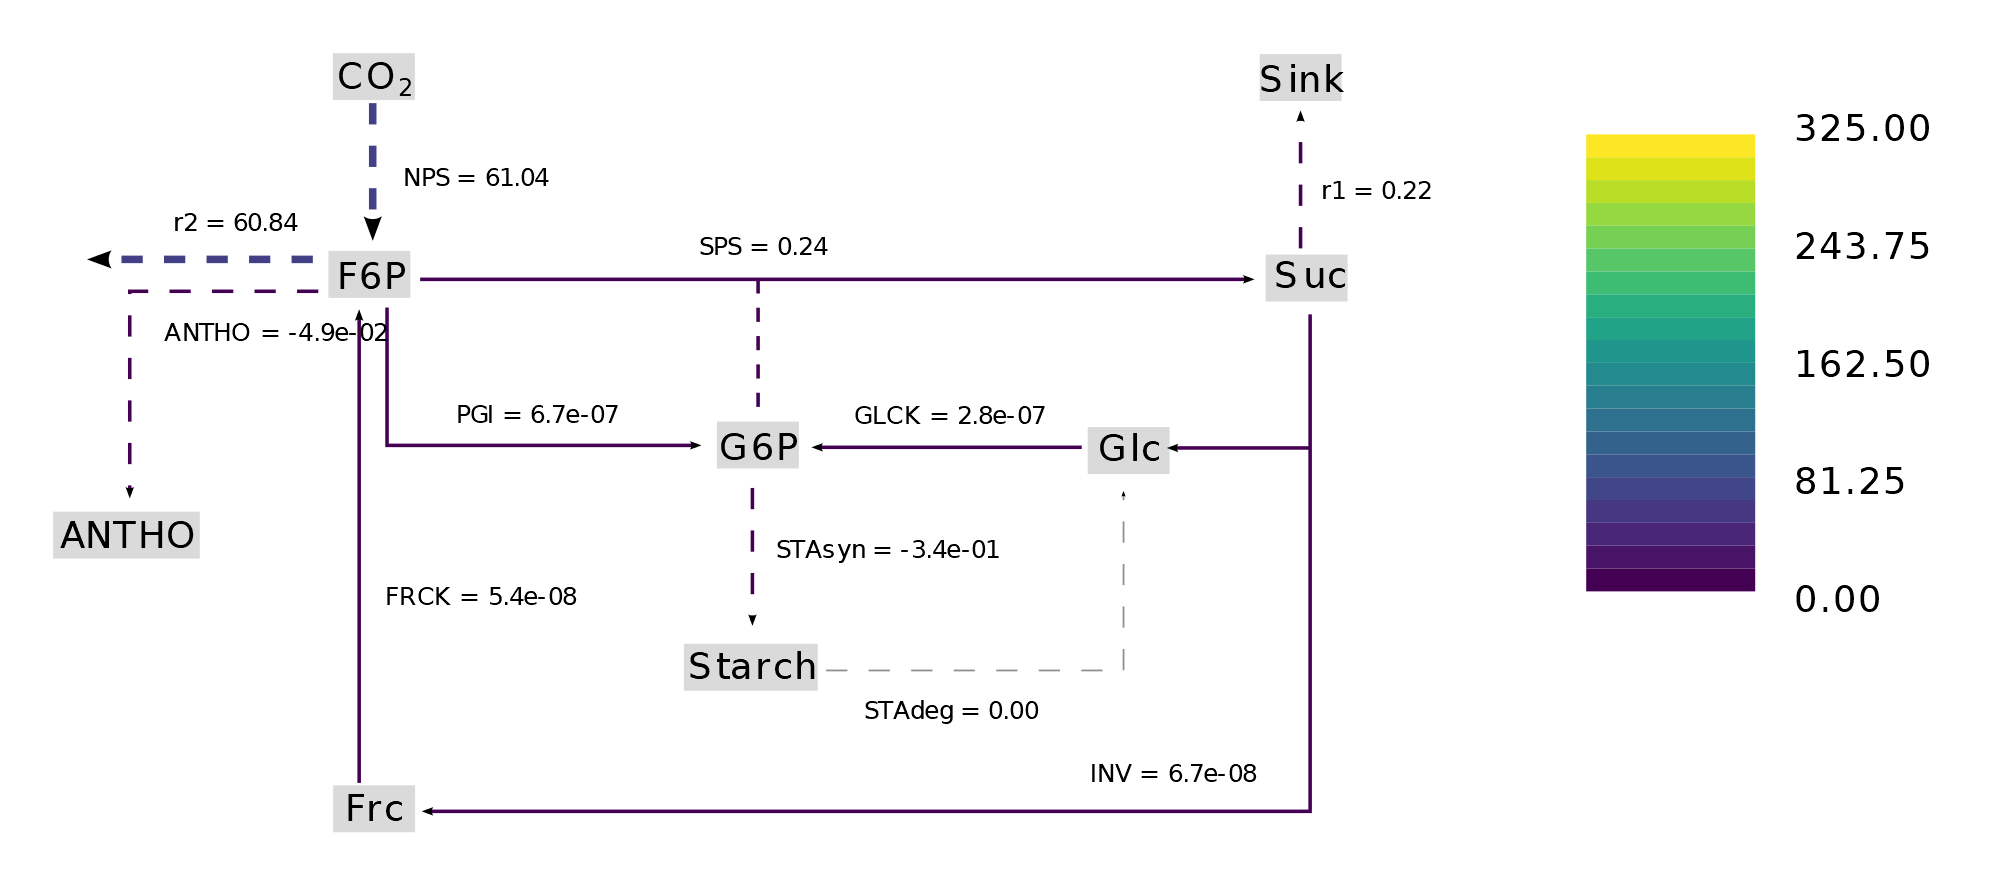 CO₂
Sink
325.00
NPS = 61.04
r1 = 0.22
r2 = 60.84
SPS = 0.24
243.75
F6P
Suc
ANTHO = -4.9e-02
162.50
PGI = 6.7e-07
GLCK = 2.8e-07
G6P
Glc
81.25
ANTHO
STAsyn = -3.4e-01
FRCK = 5.4e-08
0.00
Starch
STAdeg = 0.00
INV = 6.7e-08
Frc